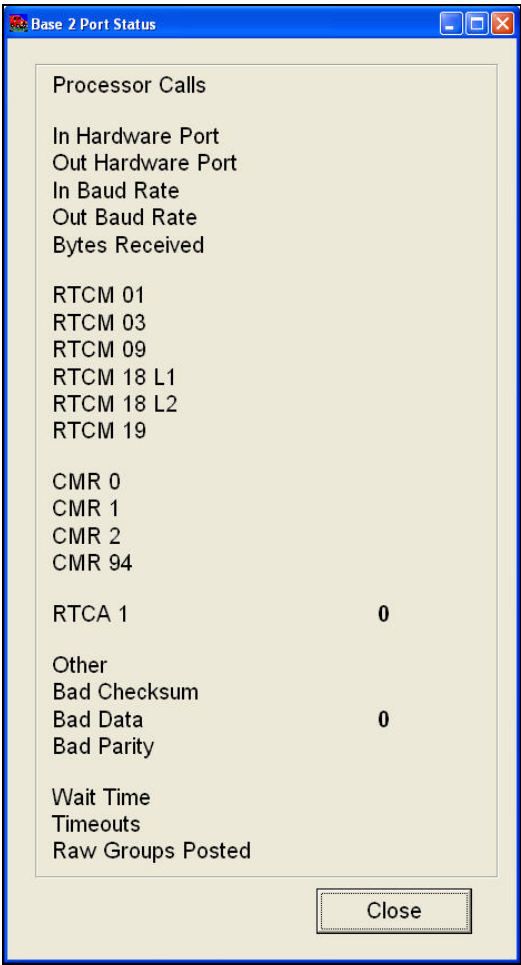 Base 2 Port Status
Processor Calls
In Hardware Port
Out Hardware Port
In Baud Rate
Out Baud Rate
Bytes Received
RTCM 01
RTCM 03
RTCM 09
RTCM 18 L1
RTCM 18 L2
RTCM 19
CMR 0
CMR 1
CMR 2
CMR 94
RTCA 1 0
Other
Bad Checksum
Bad Data 0
Bad Parity
Wait Time
Timeouts
Raw Groups Posted
Close